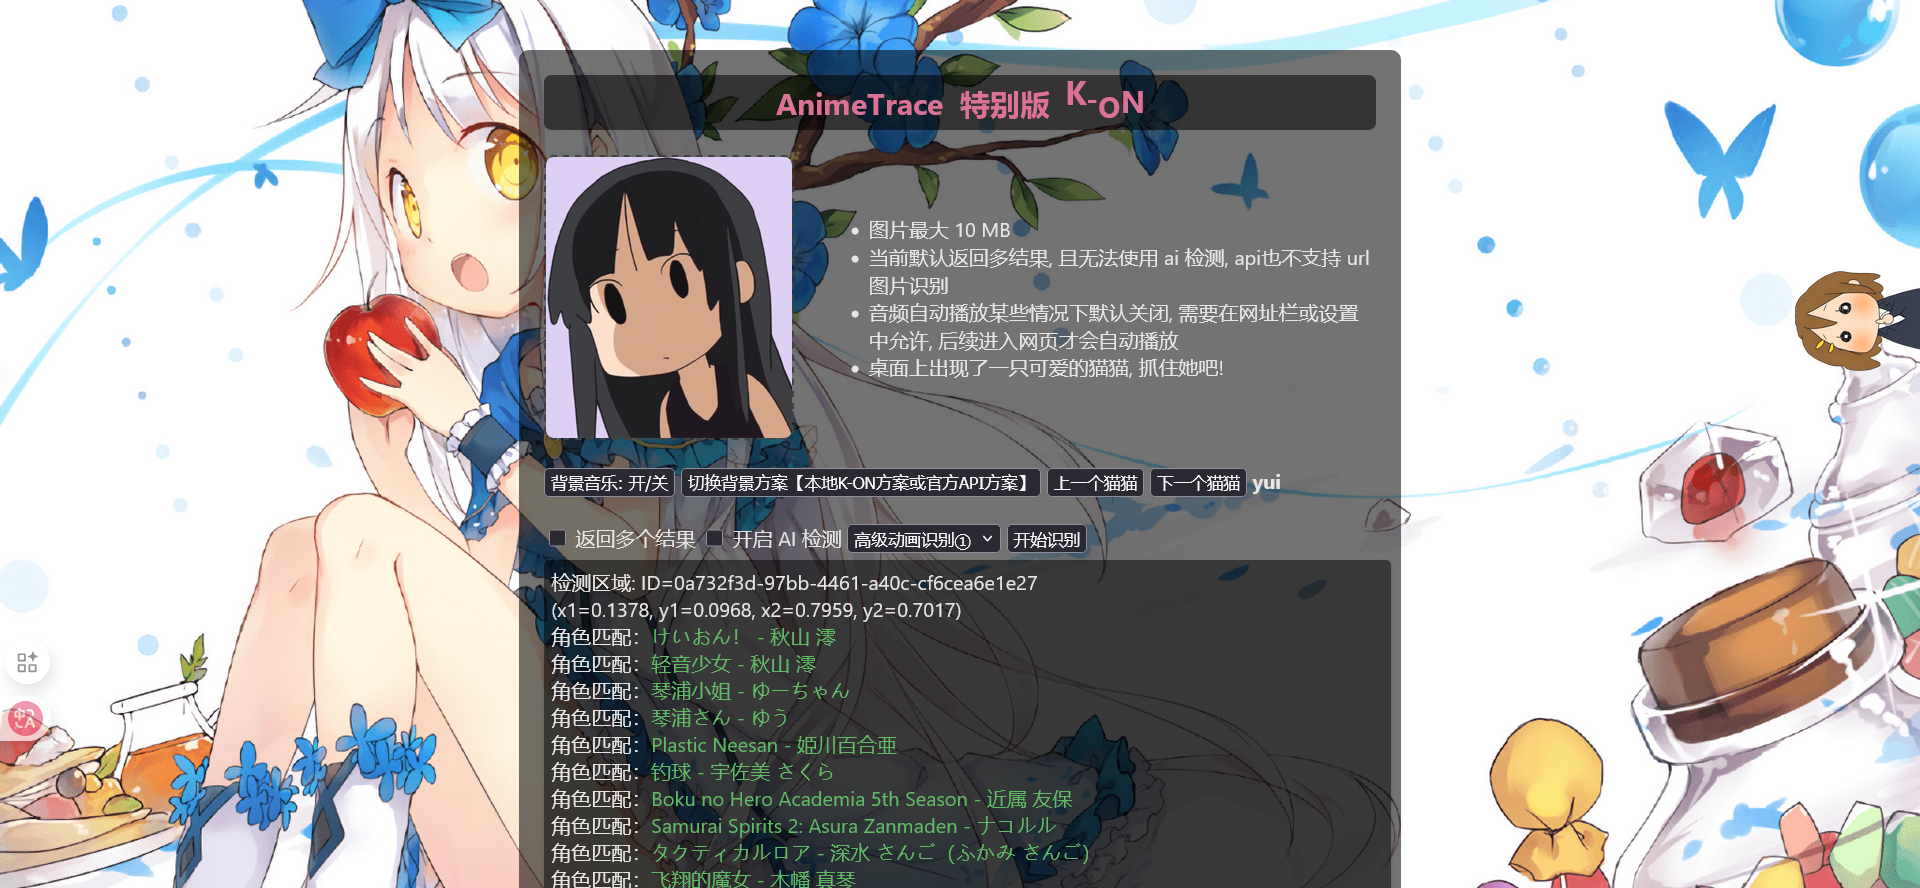 AnimeTrace 特别版 K-ON
图片最大 10 MB
当前默认返回多结果, 且无法使用 ai 检测, api也不支持 url
图片识别
音频自动播放某些情况下默认关闭, 需要在网址栏或设置
中允许, 后续进入网页才会自动播放
桌面上出现了一只可爱的猫猫, 抓住她吧!
背景音乐: 开/关 切换背景方案【本地K-ON方案或官方API方案】 上一个猫猫 下一个猫猫 yui
返回多个结果 开启 AI 检测 高级动画识别① 开始识别
检测区域: ID=0a732f3d-97bb-4461-a40c-cf6cea6e1e27
(x1=0.1378, y1=0.0968, x2=0.7959, y2=0.7017)
角色匹配：けいおん！ - 秋山 澪
角色匹配：轻音少女 - 秋山 澪
角色匹配：琴浦小姐 - ゆーちゃん
角色匹配：琴浦さん - ゆう
角色匹配：Plastic Neesan - 姫川百合亜
角色匹配：钓球 - 宇佐美 さくら
角色匹配：Boku no Hero Academia 5th Season - 近属 友保
角色匹配：Samurai Spirits 2: Asura Zanmaden - ナコルル
角色匹配：タクティカルロア - 深水 さんご（ふかみ さんご）
角色匹配：飞翔的魔女 - 木幡 真琴